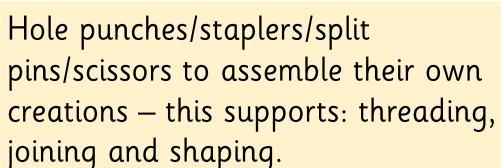 Hole punches/staplers/split
pins/scissors to assemble their own
creations – this supports: threading,
joining and shaping.